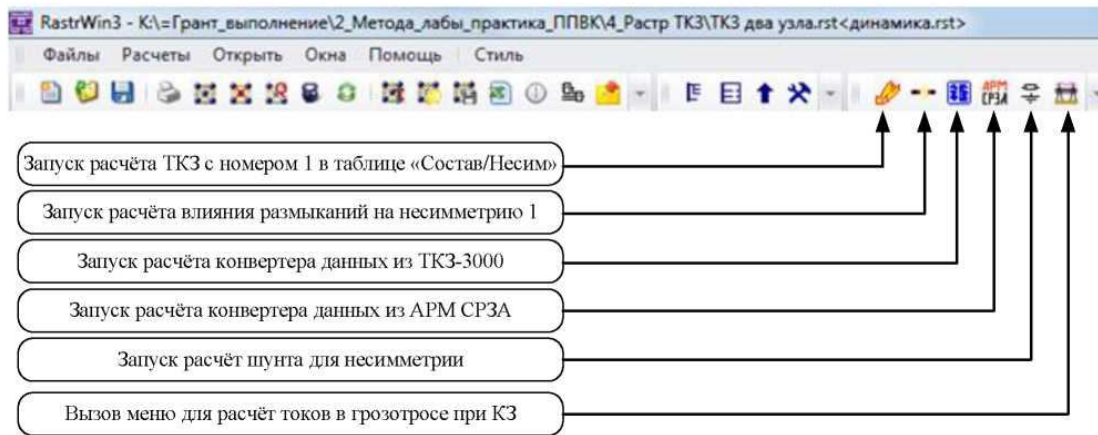 RastrWin3 - K:\=Грант_выполнение\2_Метода_лабы_практика_ППВК\4_Растр ТКЗ\ТКЗ два узла.rst<динамика.rst>
Файлы Расчеты Открыть Окна Помощь Стиль
АРМ
СРЗА
Запуск расчёта ТКЗ с номером 1 в таблице «Состав/Несим»
Запуск расчёта влияния размыканий на несимметрию 1
Запуск расчёта конвертера данных из ТКЗ-3000
Запуск расчёта конвертера данных из АРМ СРЗА
Запуск расчёт шунта для несимметрии
Вызов меню для расчёт токов в грозотросе при КЗ